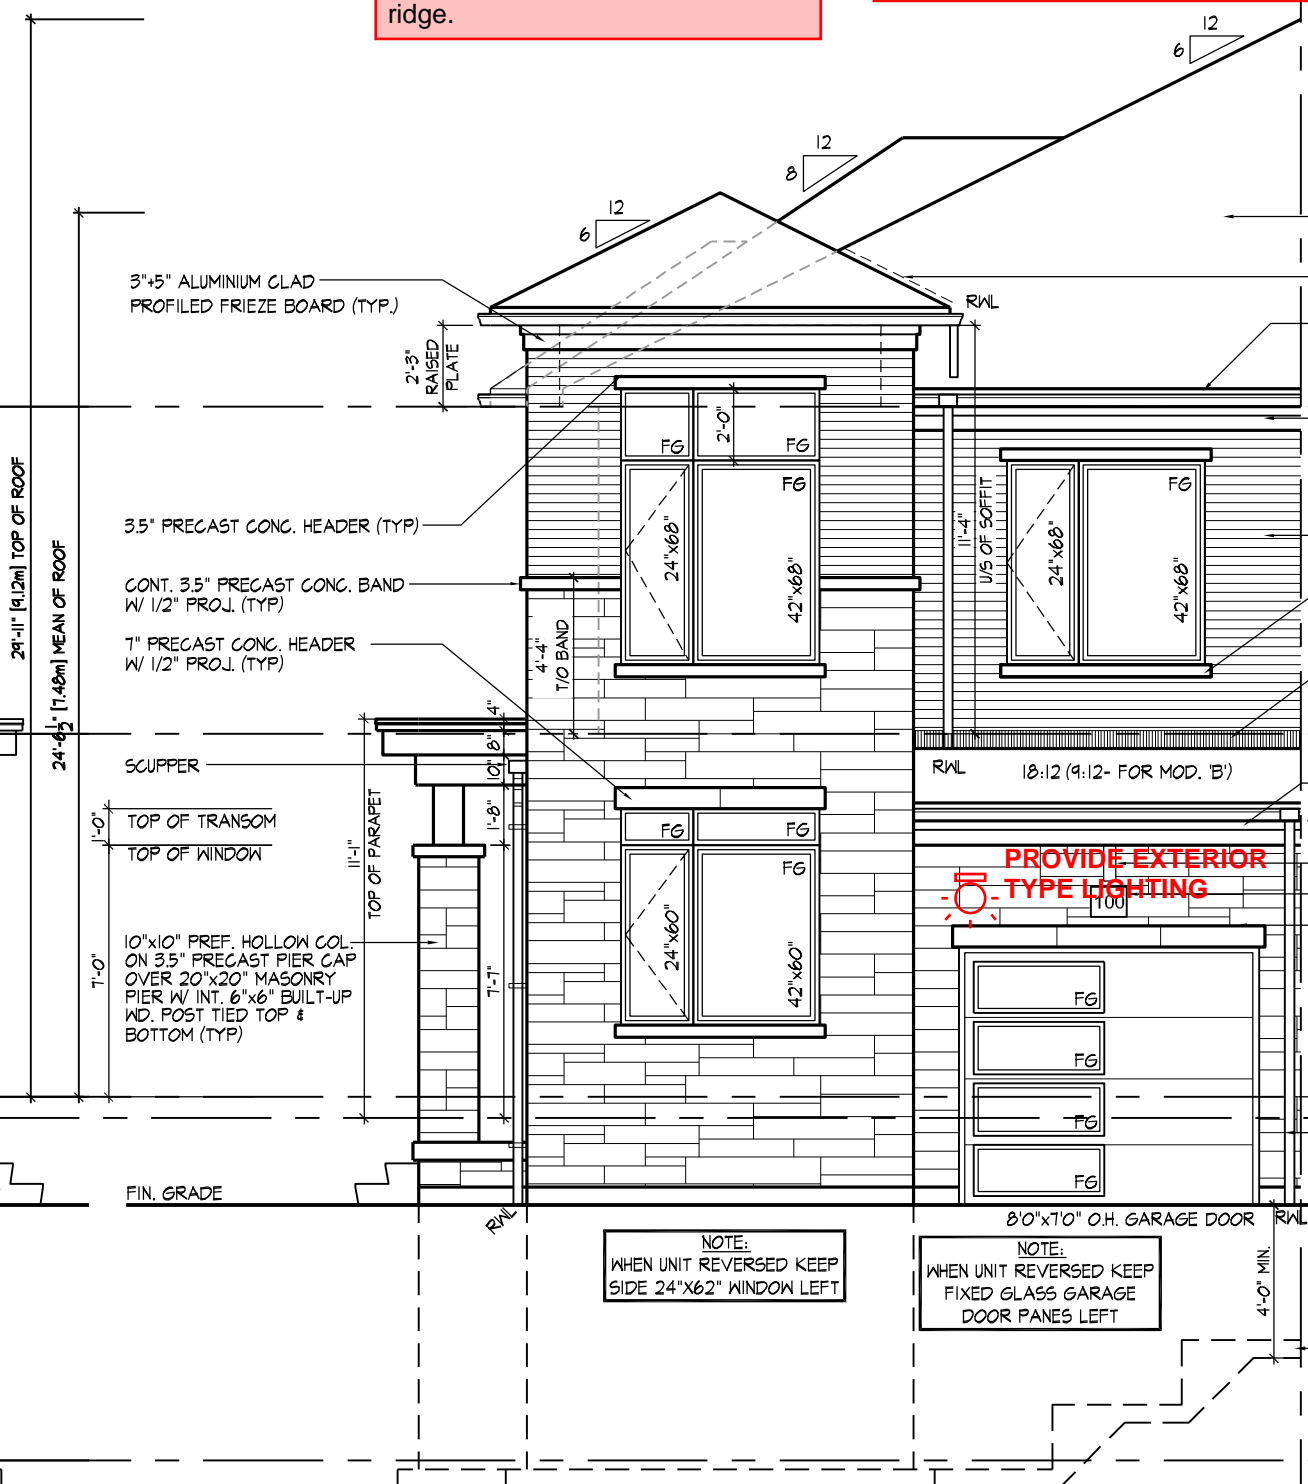 ridge.
12
6
12
8
12
6
3"+5" ALUMINIUM CLAD
PROFILED FRIEZE BOARD (TYP.)
RWL
2'-3"
RAISED
PLATE
2'-0"
FG
FG
FG
FG
29'-11" [9.12m] TOP OF ROOF
24'-6 1/2" [7.48m] MEAN OF ROOF
3.5" PRECAST CONC. HEADER (TYP)
24"x68"
42"x68"
11'-4"
U/S OF SOFFIT
24"x68"
42"x68"
CONT. 3.5" PRECAST CONC. BAND
W/ 1/2" PROJ. (TYP)
7" PRECAST CONC. HEADER
W/ 1/2" PROJ. (TYP)
4'-4"
T/O BAND
4"
8"
10"
SCUPPER
RWL
18:12 (9:12- FOR MOD. 'B')
1'-0"
TOP OF TRANSOM
TOP OF WINDOW
1'-8"
11'-1"
TOP OF PARAPET
FG
FG
FG
PROVIDE EXTERIOR
TYPE LIGHTING
100
10"x10" PREF. HOLLOW COL.
ON 3.5" PRECAST PIER CAP
OVER 20"x20" MASONRY
PIER W/ INT. 6"x6" BUILT-UP
WD. POST TIED TOP &
BOTTOM (TYP)
7'-0"
7'-7"
24"x60"
42"x60"
FG
FG
FG
FG
FIN. GRADE
RWL
8'0"x7'0" O.H. GARAGE DOOR
RWL
NOTE:
WHEN UNIT REVERSED KEEP
SIDE 24"X62" WINDOW LEFT
NOTE:
WHEN UNIT REVERSED KEEP
FIXED GLASS GARAGE
DOOR PANES LEFT
4'-0" MIN.